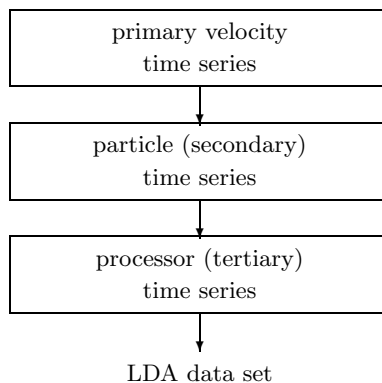 primary velocity
time series
particle (secondary)
time series
processor (tertiary)
time series
LDA data set